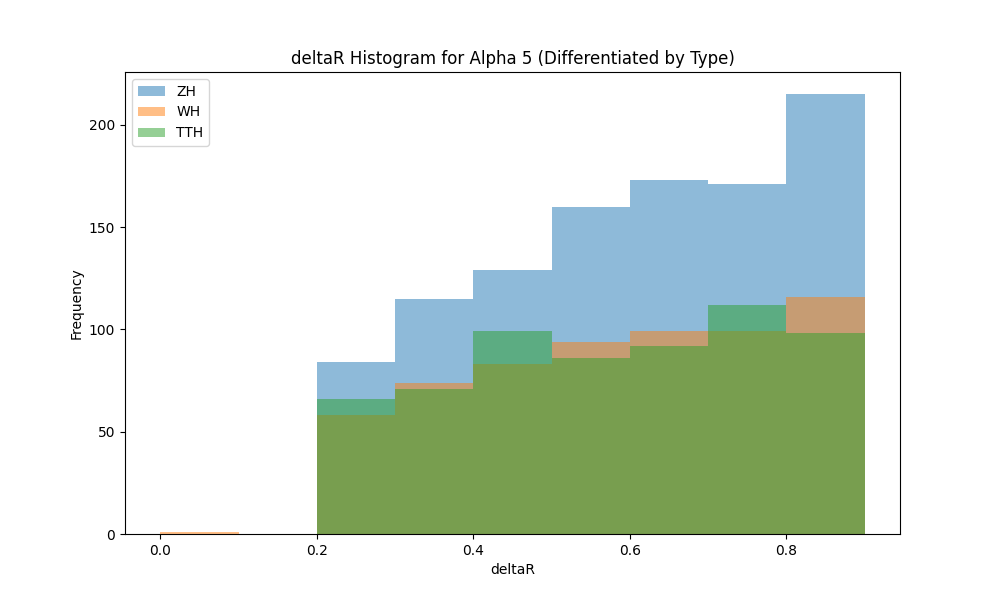 deltaR Histogram for Alpha 5 (Differentiated by Type)
ZH
WH
TTH
200
150
100
50
0
Frequency
0.0 0.2 0.4 0.6 0.8
deltaR